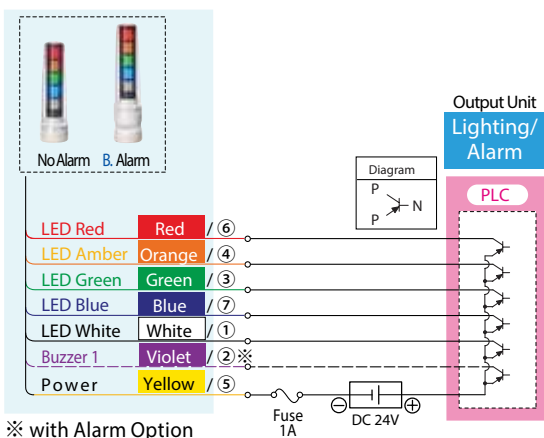 No Alarm B. Alarm
Output Unit
Lighting/
Alarm
Diagram
P
N
P
PLC
LED Red Red / ⑥
LED Amber Orange / ④
LED Green Green / ③
LED Blue Blue / ⑦
LED White White / ①
Buzzer 1 Violet / ②※
Power Yellow / ⑤
⊖ ⊕
Fuse
1A
DC 24V
※ with Alarm Option